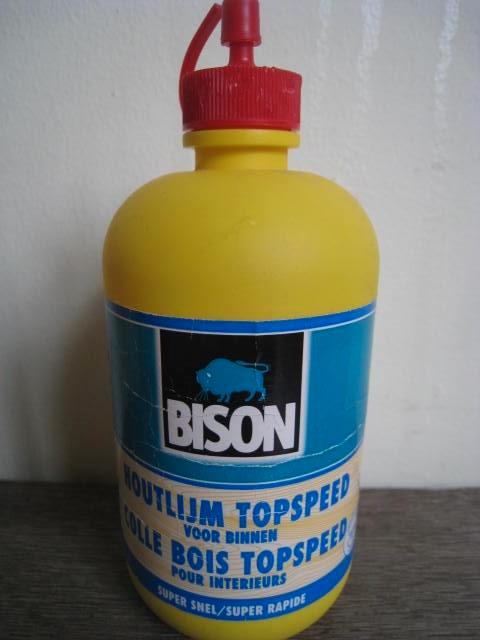 BISON
HOUTLIJM TOPSPEED
VOOR BINNEN
COLLE BOIS TOPSPEED
POUR INTERIEURS
SUPER SNEL/SUPER RAPIDE